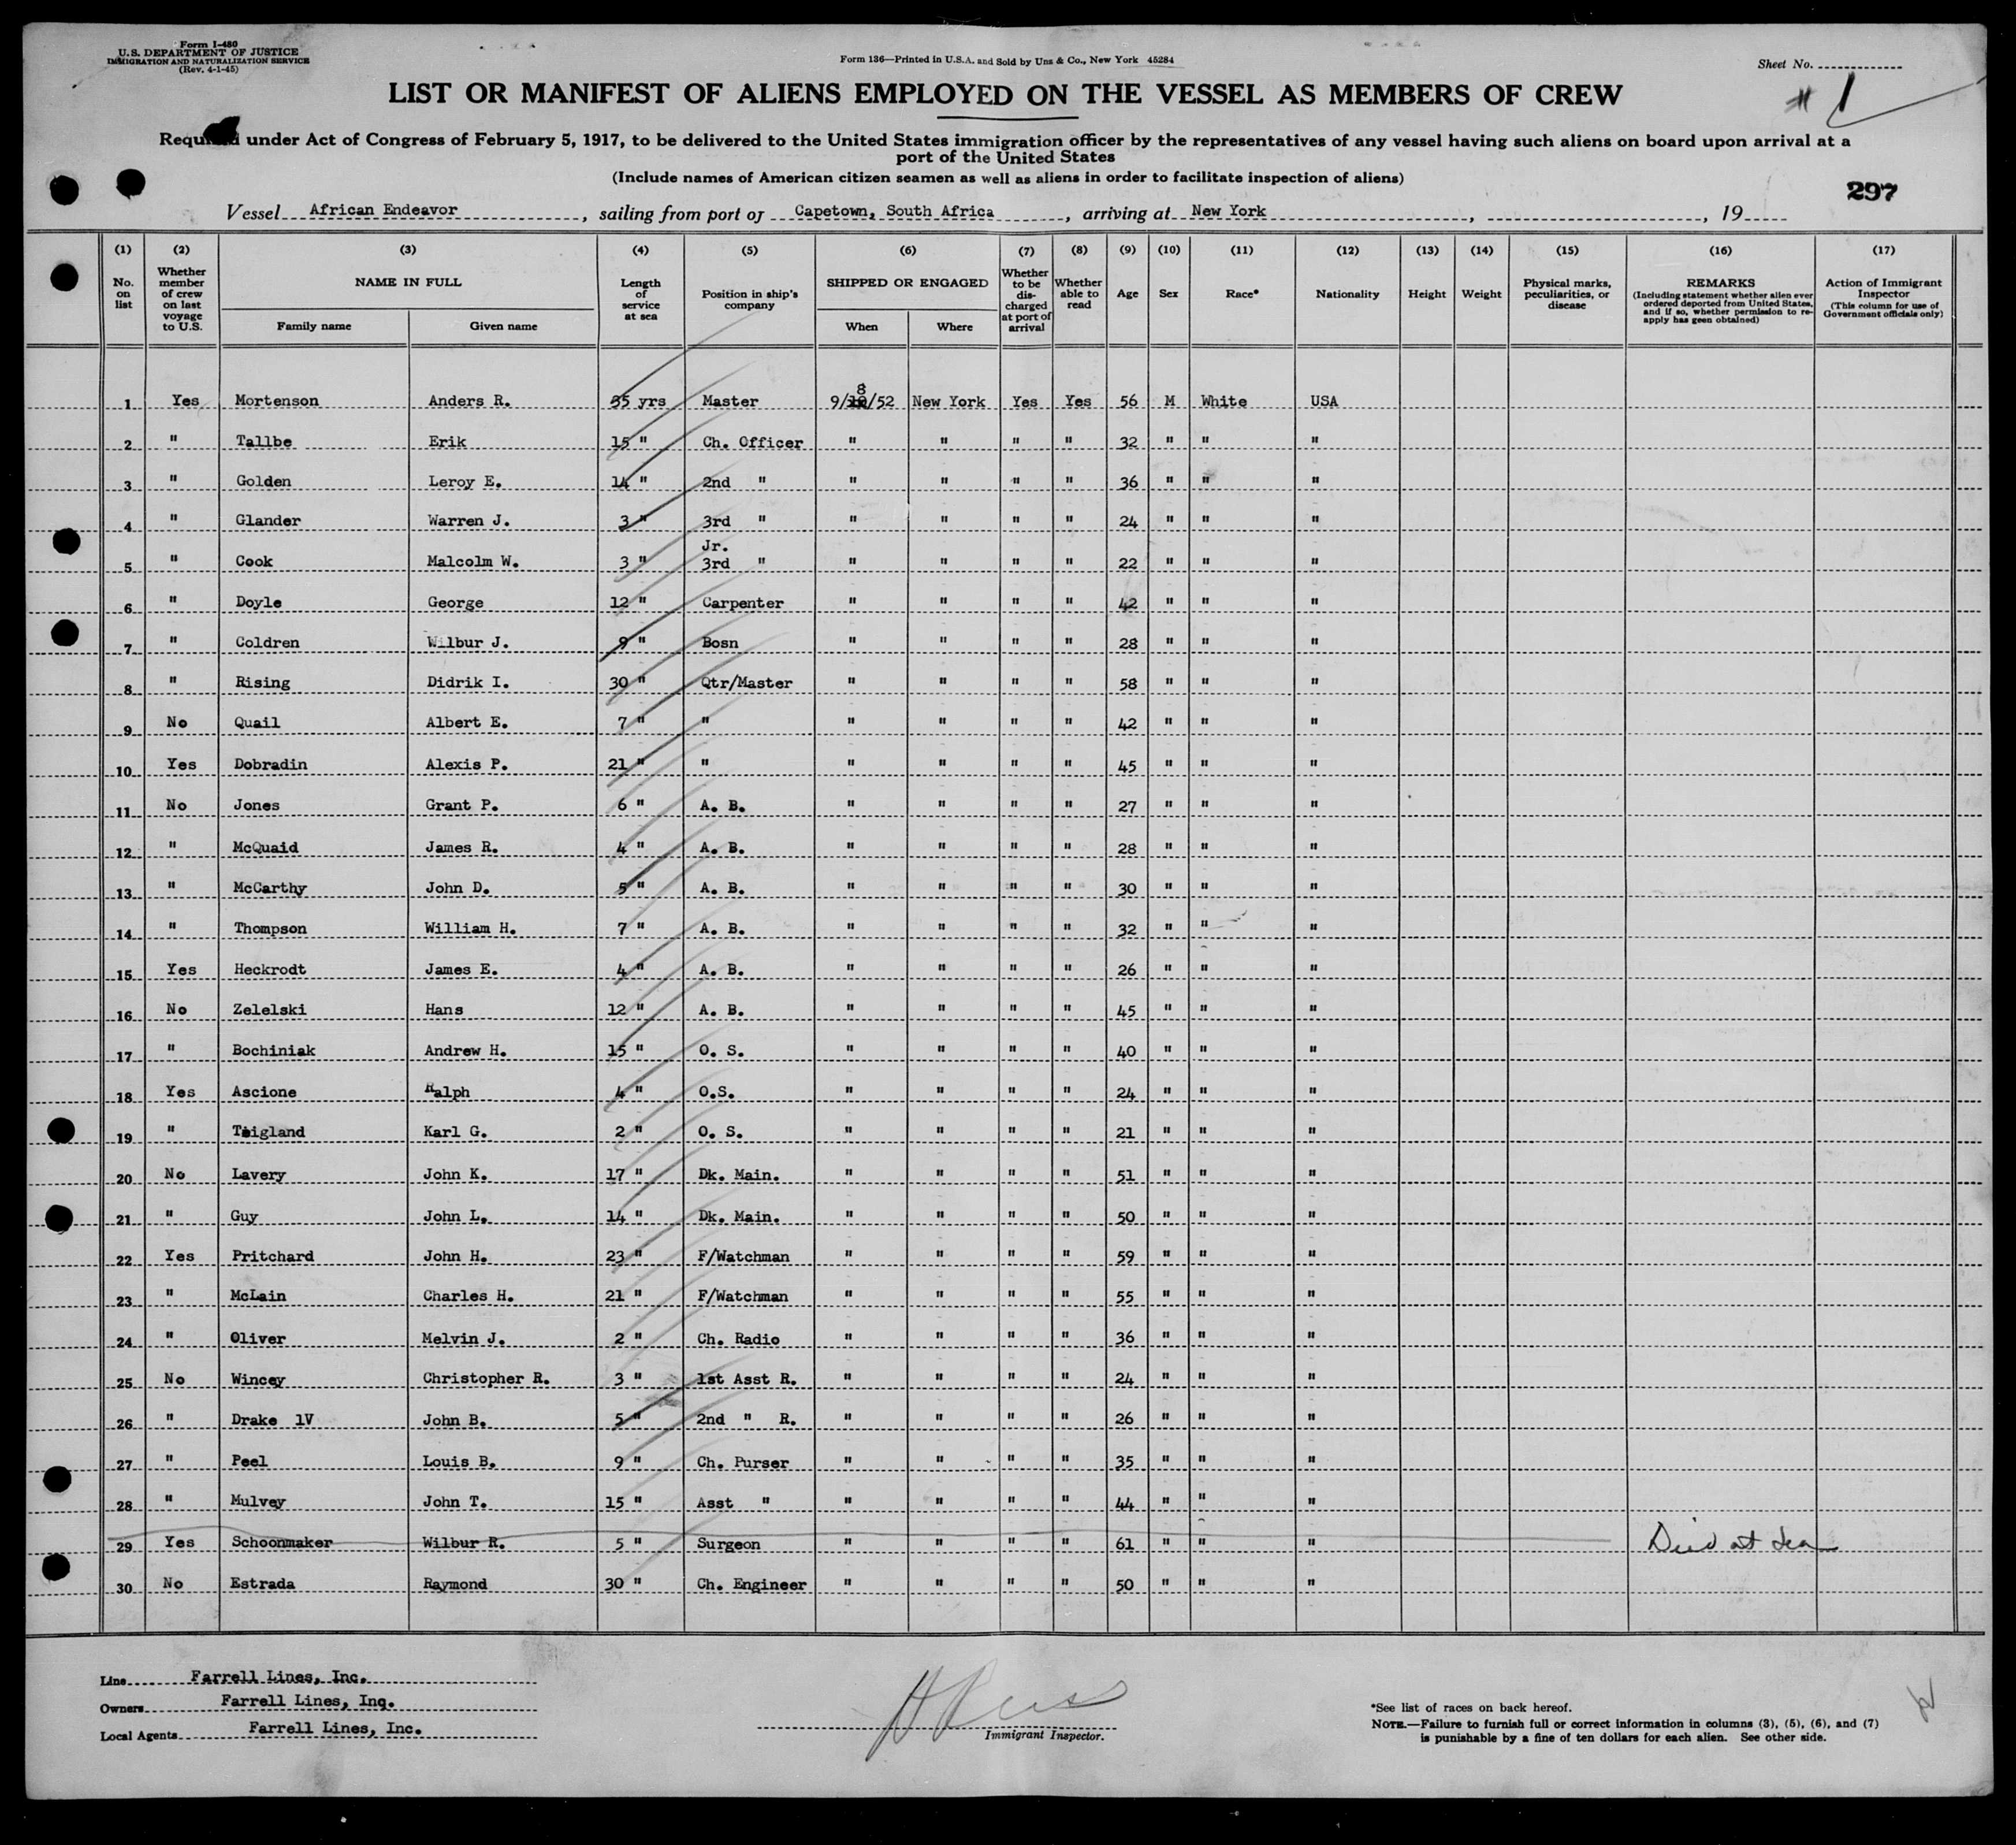 Form I-480
U.S. DEPARTMENT OF JUSTICE
IMMIGRATION AND NATURALIZATION SERVICE
(Rev. 4-1-45)
Form 136—Printed in U.S.A. and Sold by Uns & Co., New York 45284
Sheet No.
# 1
LIST OR MANIFEST OF ALIENS EMPLOYED ON THE VESSEL AS MEMBERS OF CREW
Required under Act of Congress of February 5, 1917, to be delivered to the United States immigration officer by the representatives of any vessel having such aliens on board upon arrival at a
port of the United States
(Include names of American citizen seamen as well as aliens in order to facilitate inspection of aliens)
297
Vessel African Endeavor, sailing from port of Capetown, South Africa, arriving at New York, , 19
(1) No. on list
(2) Whether member of crew on last voyage to U.S.
(3) NAME IN FULL Family name Given name
(4) Length of service at sea
(5) Position in ship's company
(6) SHIPPED OR ENGAGED When Where
(7) Whether to be discharged at port of arrival
(8) Whether able to read
(9) Age
(10) Sex
(11) Race*
(12) Nationality
(13) Height
(14) Weight
(15) Physical marks, peculiarities, or disease
(16) REMARKS (Including statement whether alien ever ordered deported from United States, and if so, whether permission to re-apply has geen obtained)
(17) Action of Immigrant Inspector (This column for use of Government officials only)
1 Yes Mortenson Anders R. 35 yrs Master 9/8/52 New York Yes Yes 56 M White USA
2 " Tallbe Erik 15 " Ch. Officer " " " " 32 " " "
3 " Golden Leroy E. 14 " 2nd " " " " " 36 " " "
4 " Glander Warren J. 3 " 3rd " " " " " 24 " " "
5 " Cook Malcolm W. 3 " Jr. 3rd " " " " " 22 " " "
6 " Doyle George 12 " Carpenter " " " " 42 " " "
7 " Coldren Wilbur J. 9 " Bosn " " " " 28 " " "
8 " Rising Didrik I. 30 " Qtr/Master " " " " 58 " " "
9 No Quail Albert E. 7 " " " " " " 42 " " "
10 Yes Dobradin Alexis P. 21 " " " " " " 45 " " "
11 No Jones Grant P. 6 " A. B. " " " " 27 " " "
12 " McQuaid James R. 4 " A. B. " " " " 28 " " "
13 " McCarthy John D. 5 " A. B. " " " " 30 " " "
14 " Thompson William H. 7 " A. B. " " " " 32 " " "
15 Yes Heckrodt James E. 4 " A. B. " " " " 26 " " "
16 No Zelelski Hans 12 " A. B. " " " " 45 " " "
17 " Bochiniak Andrew H. 15 " O. S. " " " " 40 " " "
18 Yes Ascione Ralph 4 " O.S. " " " " 24 " " "
19 " Teigland Karl G. 2 " O. S. " " " " 21 " " "
20 No Lavery John K. 17 " Dk. Main. " " " " 51 " " "
21 " Guy John L. 14 " Dk. Main. " " " " 50 " " "
22 Yes Pritchard John H. 23 " F/Watchman " " " " 59 " " "
23 " McLain Charles H. 21 " F/Watchman " " " " 55 " " "
24 " Oliver Melvin J. 2 " Ch. Radio " " " " 36 " " "
25 No Wincey Christopher R. 3 " 1st Asst R. " " " " 24 " " "
26 " Drake 1V John B. 5 " 2nd " R. " " " " 26 " " "
27 " Peel Louis B. 9 " Ch. Purser " " " " 35 " " "
28 " Mulvey John T. 15 " Asst " " " " " 44 " " "
29 Yes Schoonmaker Wilbur R. 5 " Surgeon " " " " 61 " " " Died at Sea
30 No Estrada Raymond 30 " Ch. Engineer " " " " 50 " " "
Line Farrell Lines, Inc.
Owners Farrell Lines, Inq.
Local Agents Farrell Lines, Inc.
Immigrant Inspector.
*See list of races on back hereof.
NOTE.—Failure to furnish full or correct information in columns (3), (5), (6), and (7)
is punishable by a fine of ten dollars for each alien. See other side.